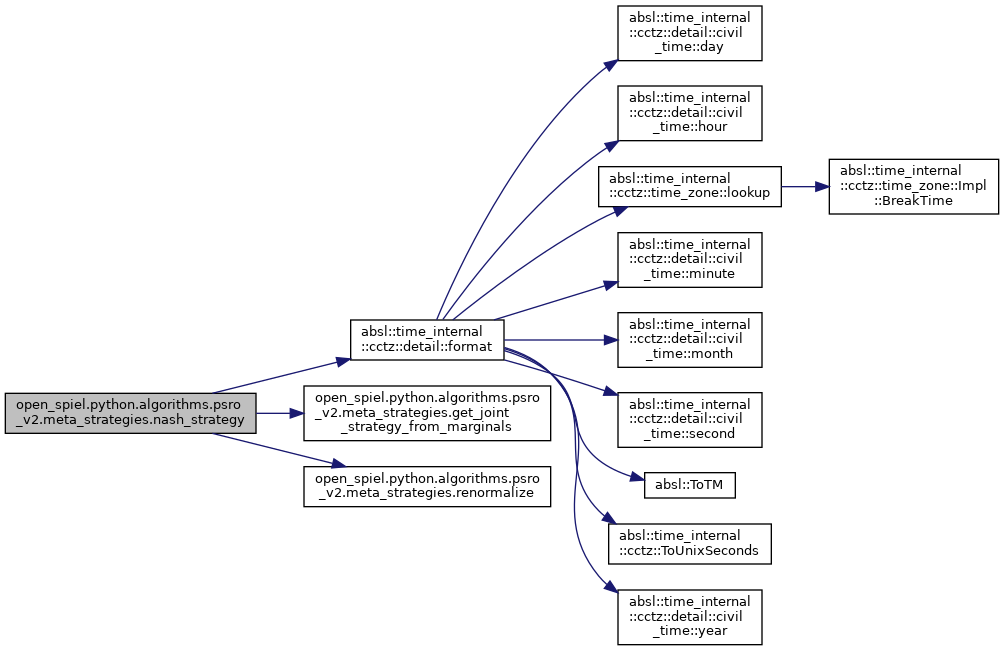 absl::time_internal
::cctz::detail::civil
_time::day
absl::time_internal
::cctz::detail::civil
_time::hour
absl::time_internal
::cctz::time_zone::lookup
absl::time_internal
::cctz::time_zone::Impl
::BreakTime
absl::time_internal
::cctz::detail::civil
_time::minute
absl::time_internal
::cctz::detail::format
absl::time_internal
::cctz::detail::civil
_time::month
open_spiel.python.algorithms.psro
_v2.meta_strategies.nash_strategy
open_spiel.python.algorithms.psro
_v2.meta_strategies.get_joint
_strategy_from_marginals
absl::time_internal
::cctz::detail::civil
_time::second
open_spiel.python.algorithms.psro
_v2.meta_strategies.renormalize
absl::ToTM
absl::time_internal
::cctz::ToUnixSeconds
absl::time_internal
::cctz::detail::civil
_time::year